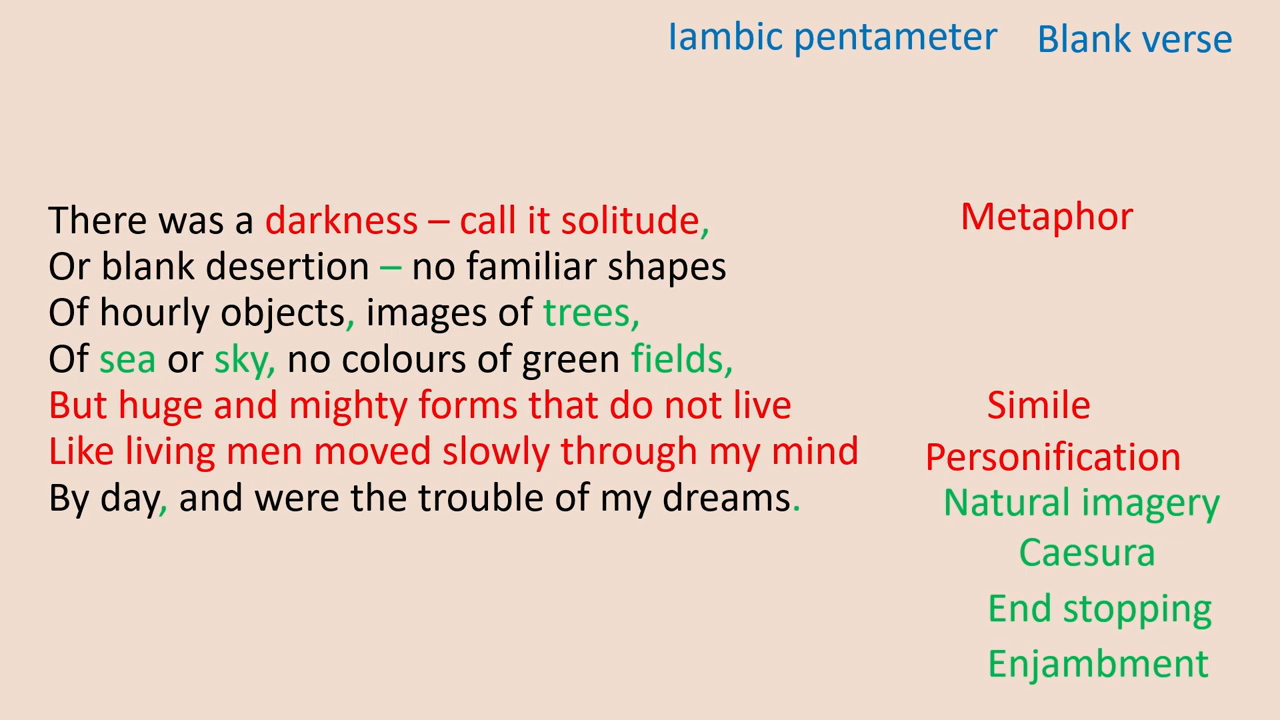 Iambic pentameter Blank verse
There was a darkness – call it solitude, Metaphor
Or blank desertion – no familiar shapes
Of hourly objects, images of trees,
Of sea or sky, no colours of green fields,
But huge and mighty forms that do not live Simile
Like living men moved slowly through my mind Personification
By day, and were the trouble of my dreams. Natural imagery
Caesura
End stopping
Enjambment